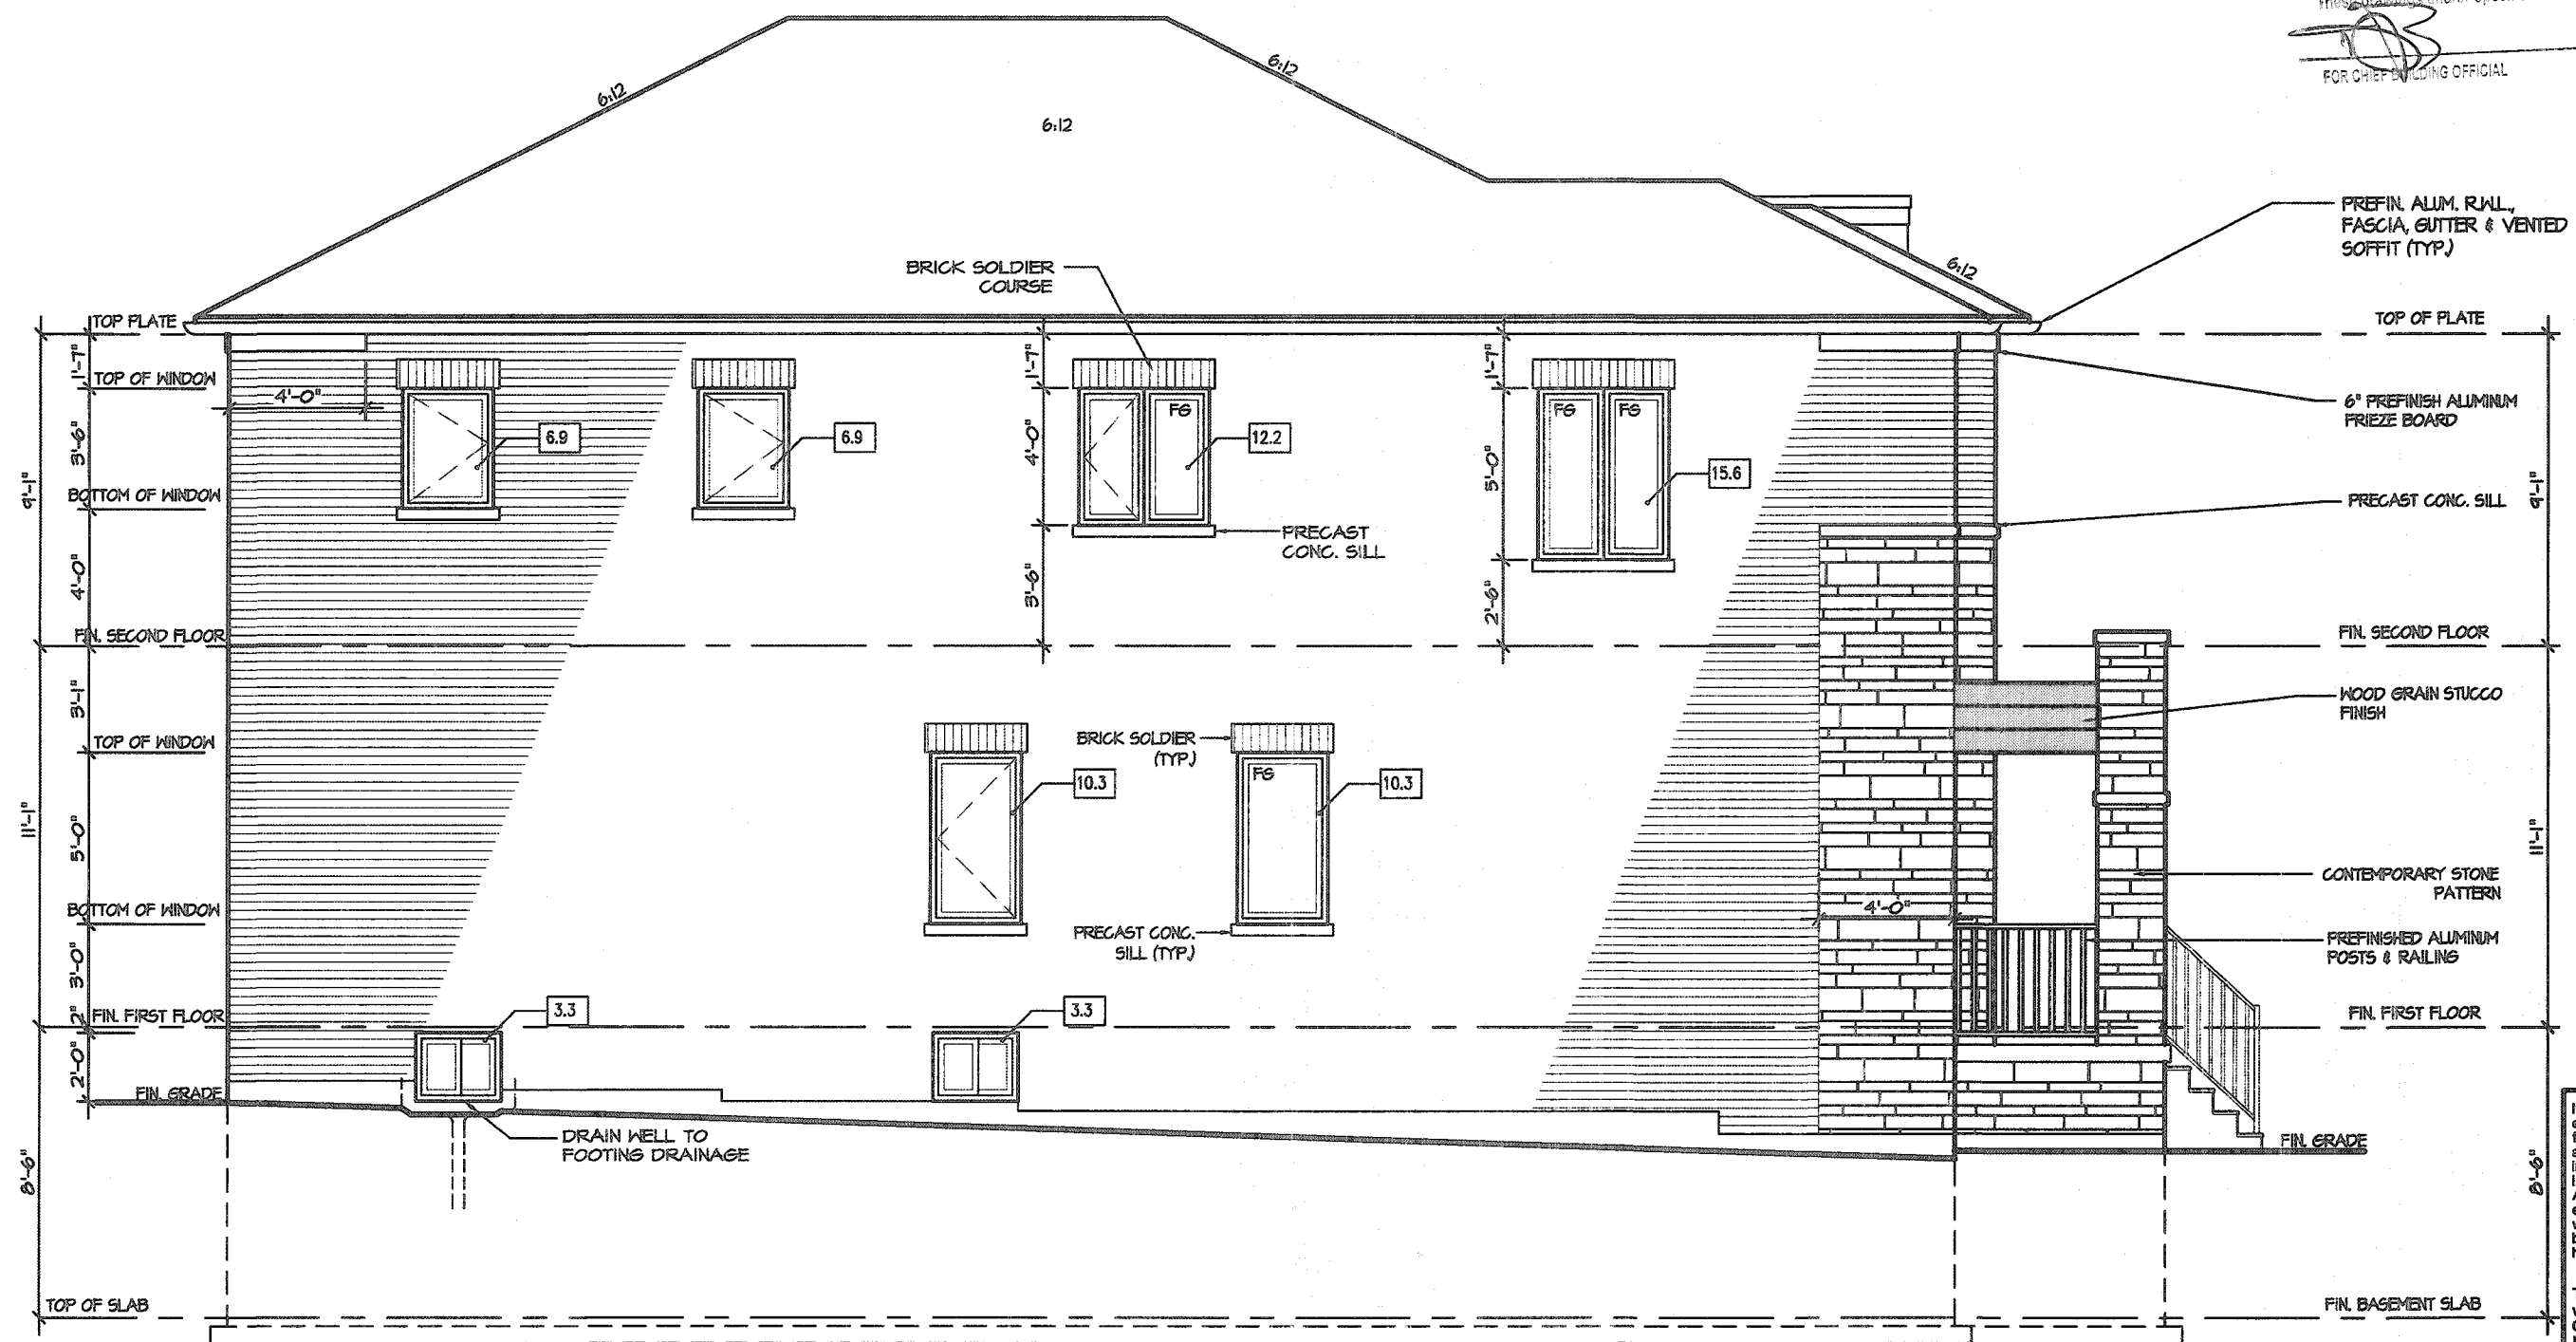 FOR CHIEF BUILDING OFFICIAL
6:12
6:12
6:12
6:12
PREFIN. ALUM. R.W.L.,
FASCIA, GUTTER & VENTED
SOFFIT (TYP.)
BRICK SOLDIER
COURSE
TOP PLATE
TOP OF PLATE
1'-7"
1'-7"
1'-7"
TOP OF WINDOW
4'-0"
FG
FG
FG
6" PREFINISH ALUMINUM
FRIEZE BOARD
3'-6"
6.9
6.9
4'-0"
12.2
5'-0"
15.6
9'-1"
9'-1"
BOTTOM OF WINDOW
PRECAST CONC. SILL
PRECAST
CONC. SILL
4'-0"
3'-6"
2'-6"
FIN. SECOND FLOOR
FIN. SECOND FLOOR
3'-1"
WOOD GRAIN STUCCO
FINISH
TOP OF WINDOW
BRICK SOLDIER
(TYP.)
FG
10.3
10.3
11'-1"
5'-0"
11'-1"
CONTEMPORARY STONE
PATTERN
BOTTOM OF WINDOW
4'-0"
PRECAST CONC.
SILL (TYP.)
PREFINISHED ALUMINUM
POSTS & RAILING
3'-0"
2"
FIN. FIRST FLOOR
3.3
3.3
FIN. FIRST FLOOR
2'-0"
FIN. GRADE
DRAIN WELL TO
FOOTING DRAINAGE
FIN. GRADE
8'-6"
8'-6"
TOP OF SLAB
FIN. BASEMENT SLAB